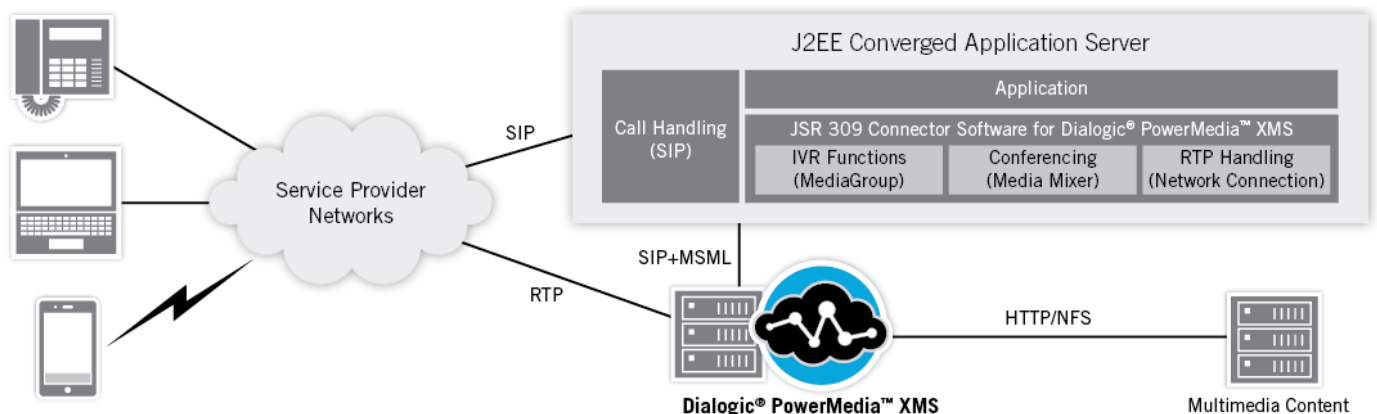 J2EE Converged Application Server
Call Handling
(SIP)
Application
JSR 309 Connector Software for Dialogic® PowerMedia™ XMS
IVR Functions
(MediaGroup)
Conferencing
(Media Mixer)
RTP Handling
(Network Connection)
SIP
Service Provider
Networks
SIP+MSML
RTP
HTTP/NFS
Dialogic® PowerMedia™ XMS
Multimedia Content